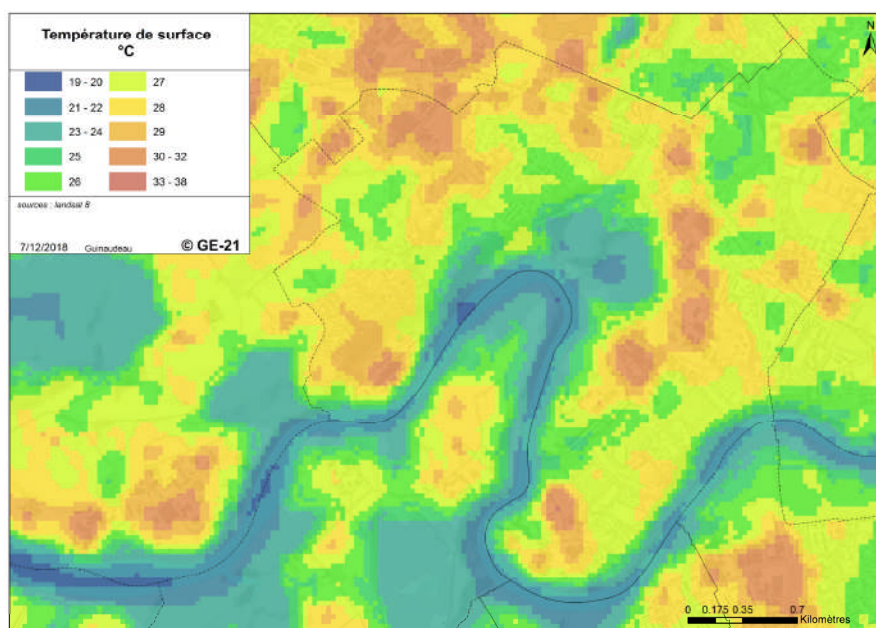 Température de surface
°C
19 - 20
21 - 22
23 - 24
25
26
27
28
29
30 - 32
33 - 38
sources : landsat 8
7/12/2018 Guinaudeau © GE-21
N
0 0.175 0.35 0.7
Kilomètres